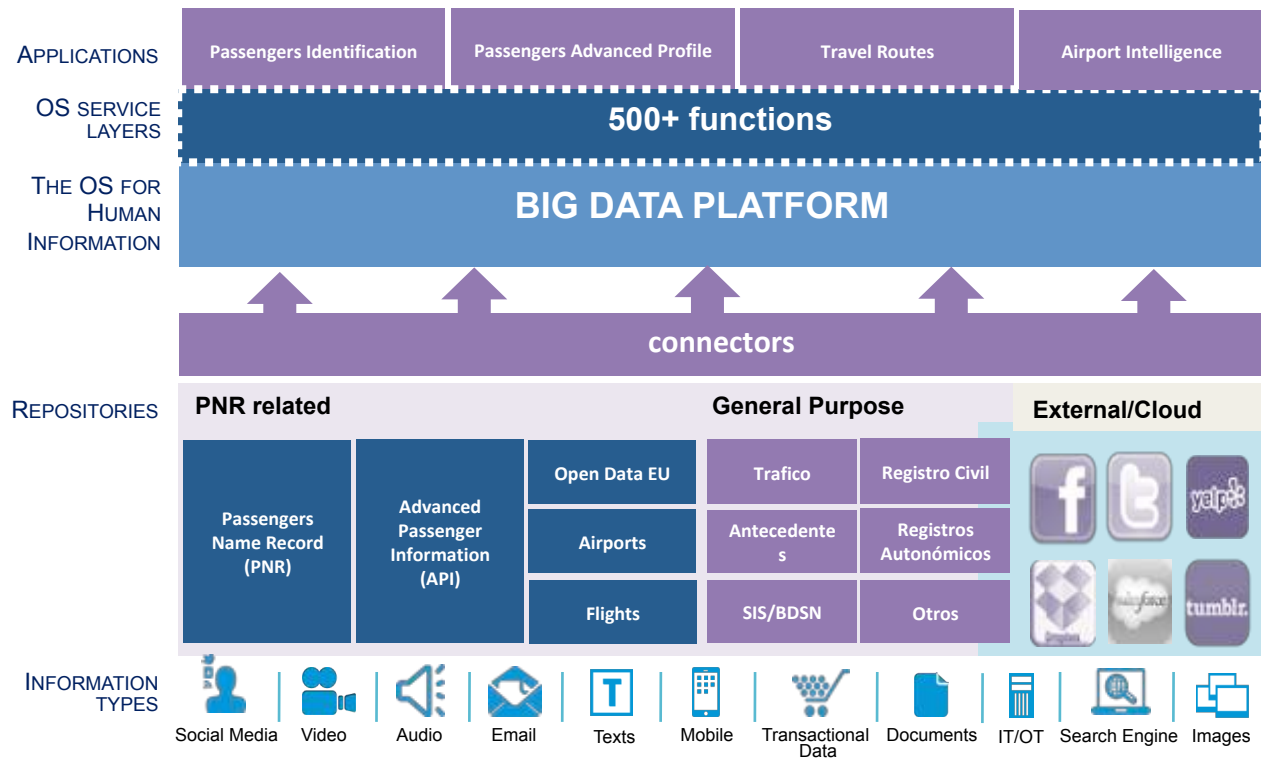 APPLICATIONS
Passengers Identification
Passengers Advanced Profile
Travel Routes
Airport Intelligence
OS SERVICE
LAYERS
500+ functions
THE OS FOR
HUMAN
INFORMATION
BIG DATA PLATFORM
connectors
REPOSITORIES
PNR related
General Purpose
External/Cloud
Passengers
Name Record
(PNR)
Advanced
Passenger
Information
(API)
Open Data EU
Airports
Flights
Trafico
Registro Civil
Antecedente
s
Registros
Autonómicos
SIS/BDSN
Otros
f
t
yelp
tumblr.
INFORMATION
TYPES
T
Social Media
Video
Audio
Email
Texts
Mobile
Transactional
Data
Documents
IT/OT
Search Engine
Images